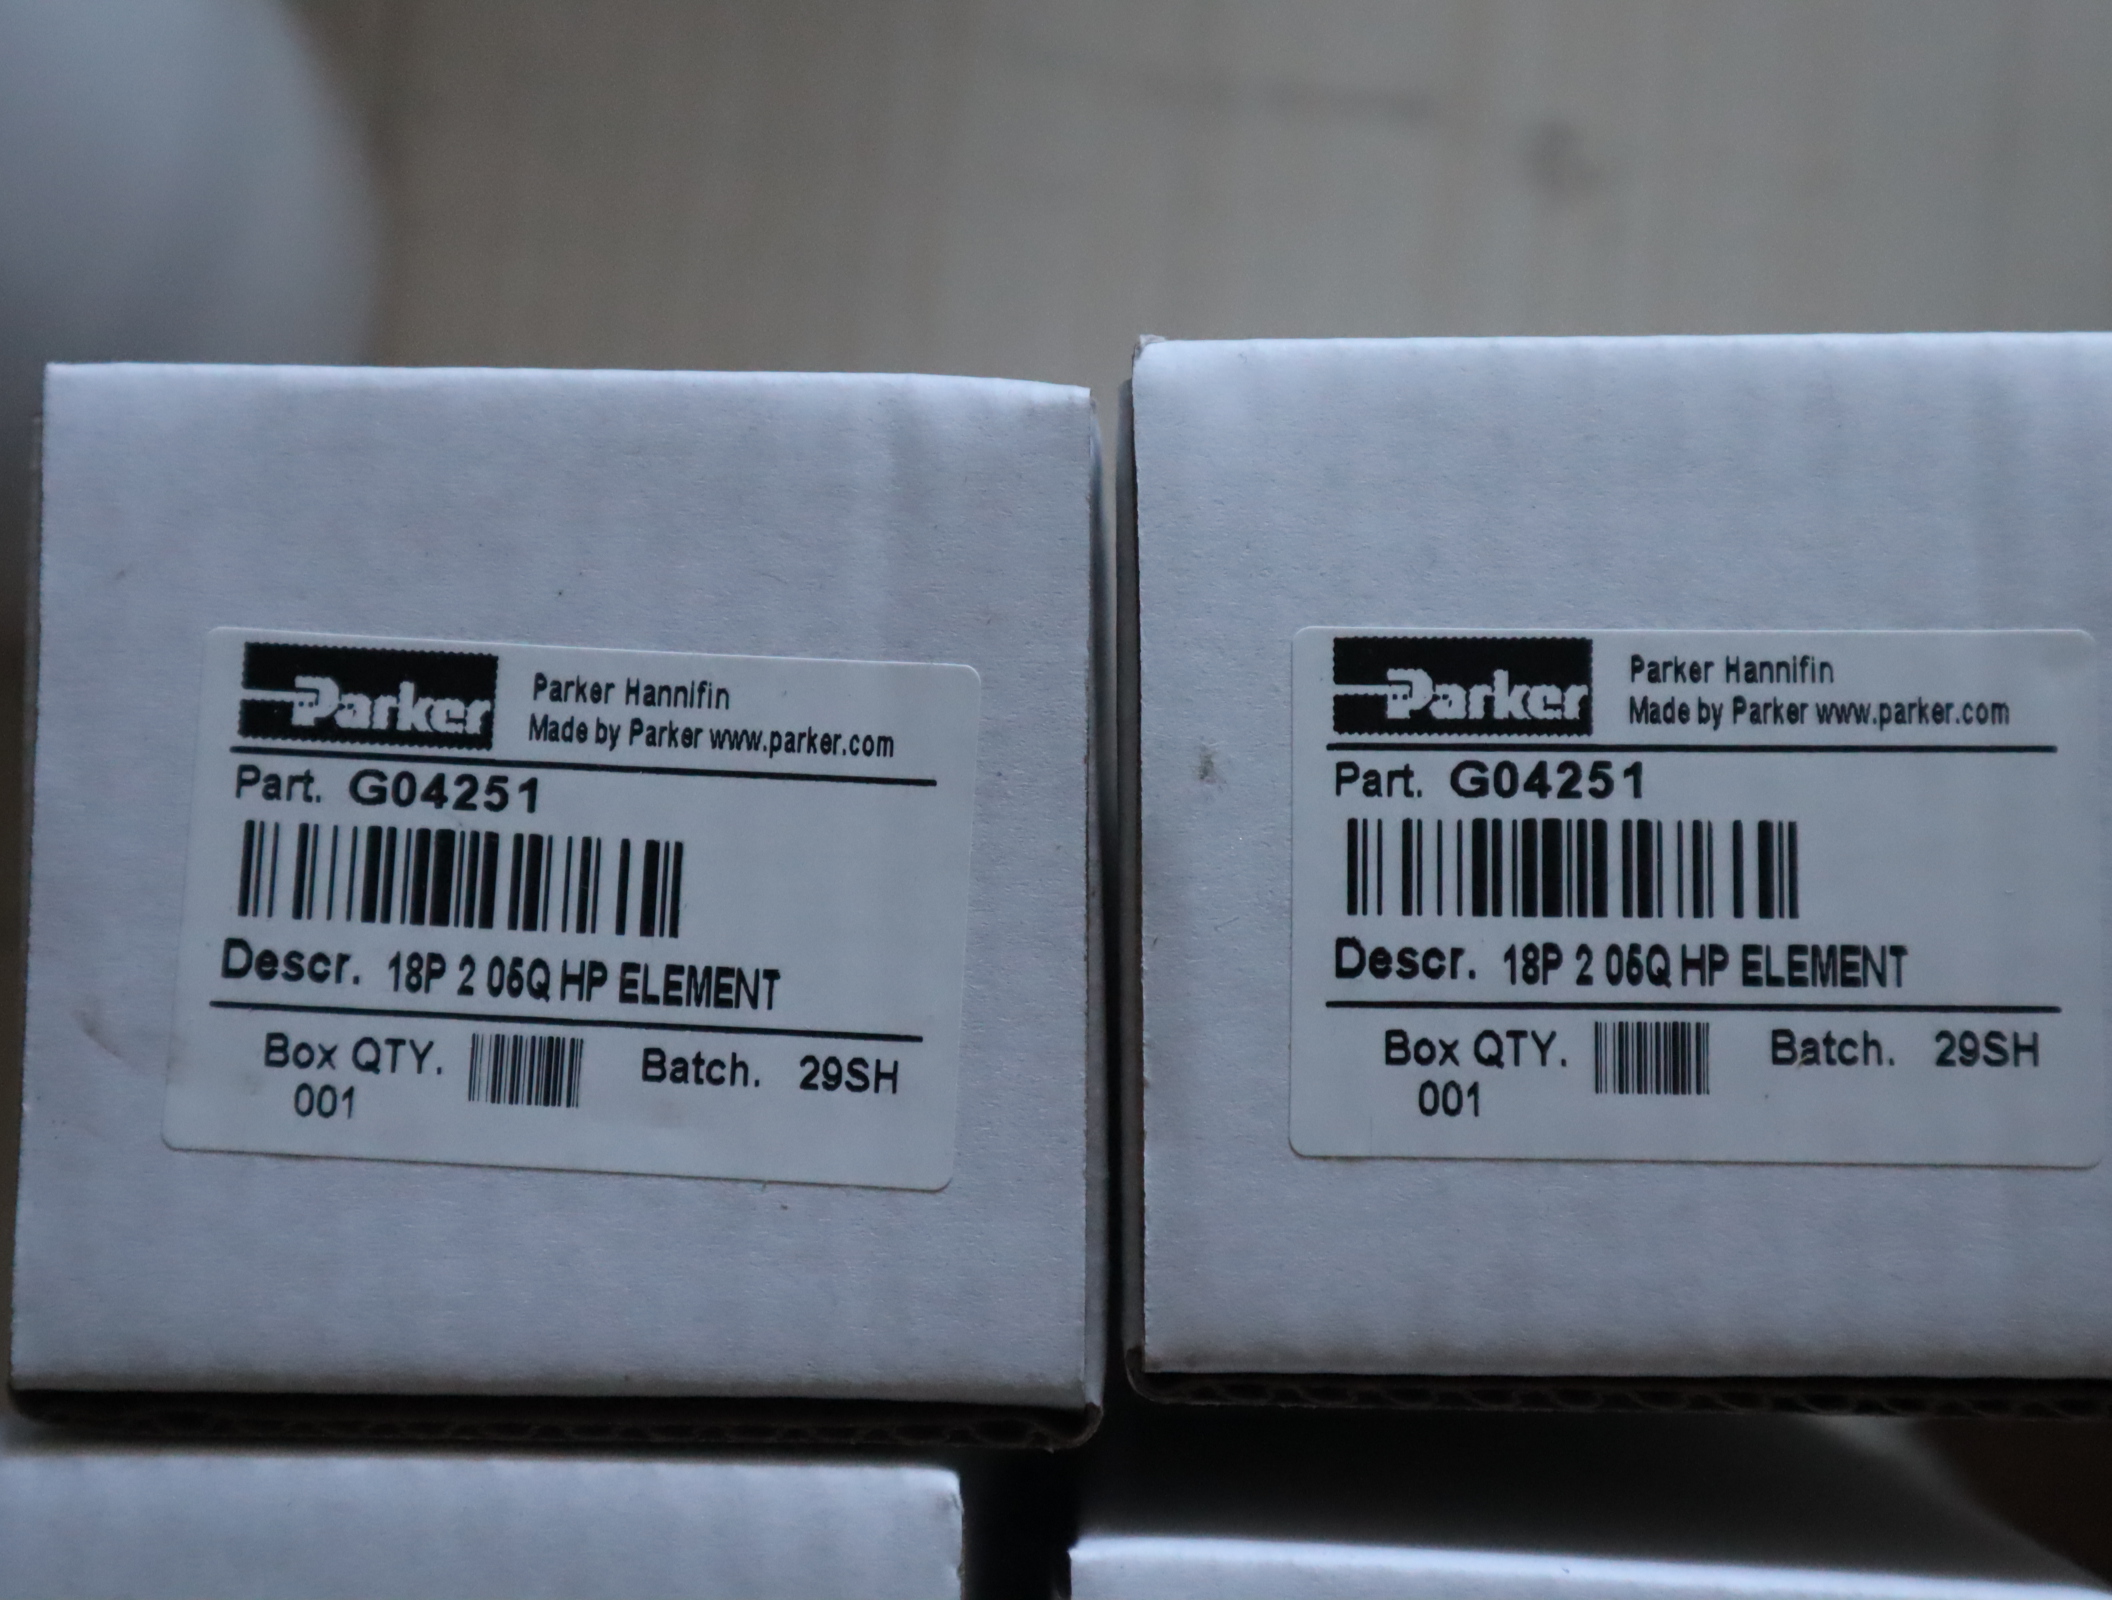 Parker
Parker Hannifin
Made by Parker www.parker.com
Part. G04251
Descr. 18P 2 05Q HP ELEMENT
Box QTY.
001
Batch. 29SH
Parker
Parker Hannifin
Made by Parker www.parker.com
Part. G04251
Descr. 18P 2 05Q HP ELEMENT
Box QTY.
001
Batch. 29SH